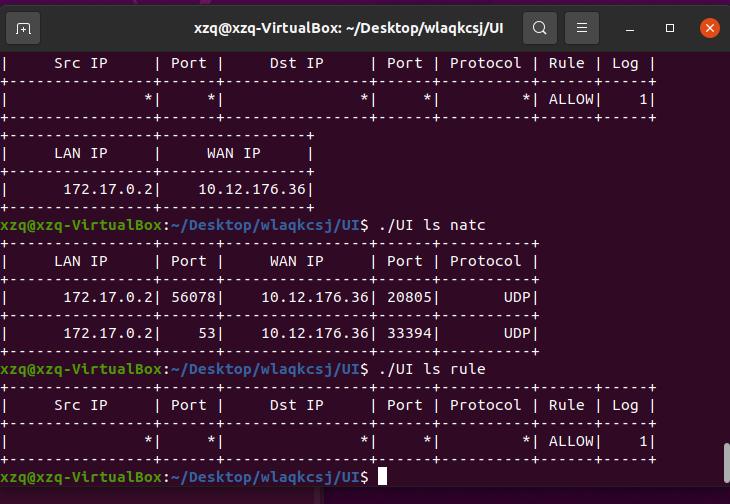 xzq@xzq-VirtualBox: ~/Desktop/wlaqkcsj/UI
|     Src IP     | Port |     Dst IP     | Port | Protocol | Rule | Log |
+----------------+------+----------------+------+----------+------+-----+
|               *|     *|               *|     *|         *| ALLOW|    1|
+----------------+------+----------------+------+----------+------+-----+
+----------------+----------------+
|     LAN IP     |     WAN IP     |
+----------------+----------------+
|      172.17.0.2|    10.12.176.36|
+----------------+----------------+
xzq@xzq-VirtualBox:~/Desktop/wlaqkcsj/UI$ ./UI ls natc
+----------------+------+----------------+------+----------+
|     LAN IP     | Port |     WAN IP     | Port | Protocol |
+----------------+------+----------------+------+----------+
|      172.17.0.2| 56078|    10.12.176.36| 20805|       UDP|
+----------------+------+----------------+------+----------+
|      172.17.0.2|    53|    10.12.176.36| 33394|       UDP|
+----------------+------+----------------+------+----------+
xzq@xzq-VirtualBox:~/Desktop/wlaqkcsj/UI$ ./UI ls rule
+----------------+------+----------------+------+----------+------+-----+
|     Src IP     | Port |     Dst IP     | Port | Protocol | Rule | Log |
+----------------+------+----------------+------+----------+------+-----+
|               *|     *|               *|     *|         *| ALLOW|    1|
+----------------+------+----------------+------+----------+------+-----+
xzq@xzq-VirtualBox:~/Desktop/wlaqkcsj/UI$